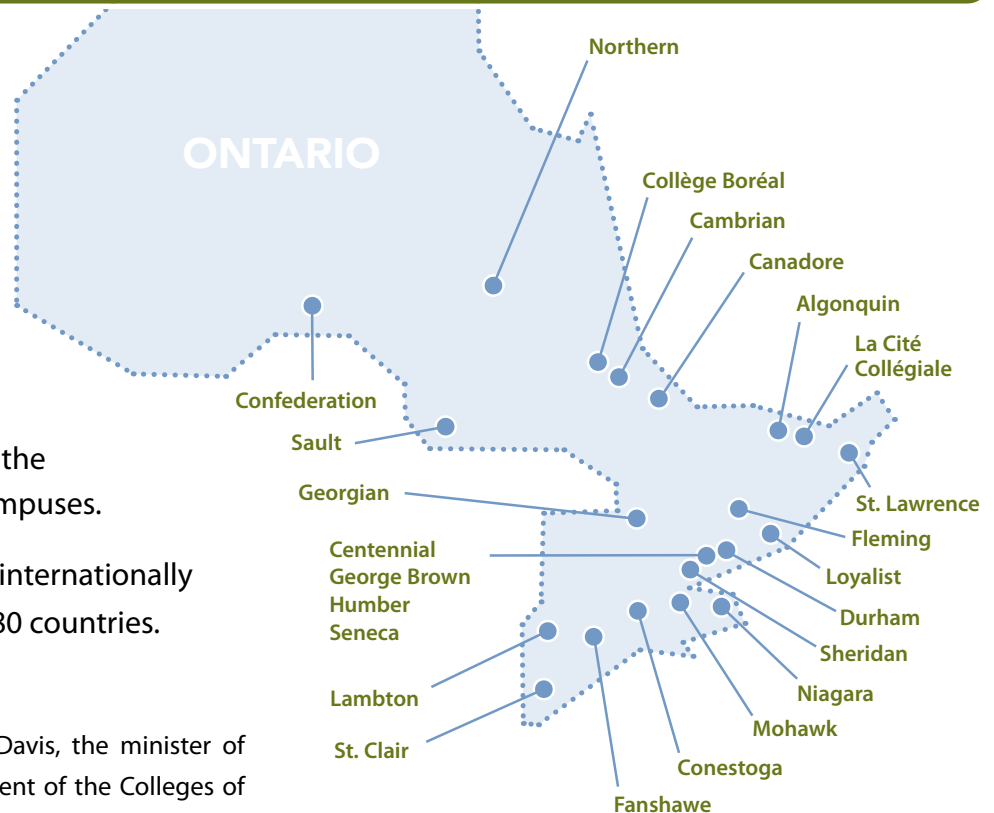 Northern
ONTARIO
Collège Boréal
Cambrian
Canadore
Algonquin
La Cité
Collégiale
Confederation
Sault
the
mpuses.
Georgian
St. Lawrence
Fleming
Centennial
George Brown
Humber
Seneca
internationally
30 countries.
Loyalist
Durham
Sheridan
Lambton
Niagara
Mohawk
St. Clair
Conestoga
Fanshawe
Davis, the minister of
ent of the Colleges of